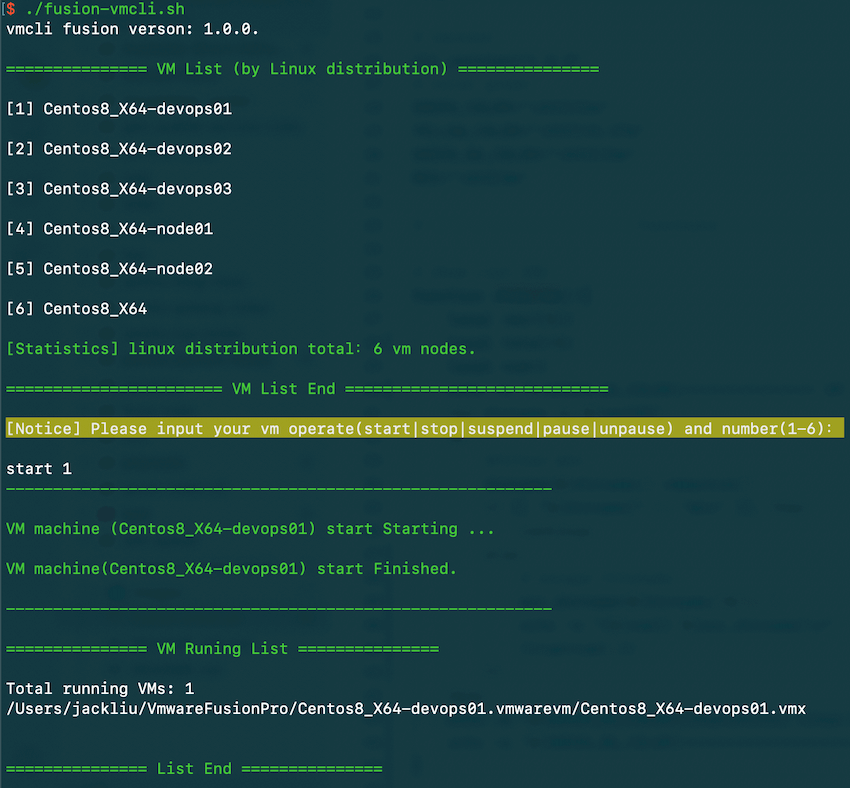 $ ./fusion-vmcli.sh
vmcli fusion verson: 1.0.0.
=============== VM List (by Linux distribution) ===============
[1] Centos8_X64-devops01
[2] Centos8_X64-devops02
[3] Centos8_X64-devops03
[4] Centos8_X64-node01
[5] Centos8_X64-node02
[6] Centos8_X64
[Statistics] linux distribution total: 6 vm nodes.
======================= VM List End ============================
[Notice] Please input your vm operate(start|stop|suspend|pause|unpause) and number(1-6):
start 1
----------------------------------------------------------
VM machine (Centos8_X64-devops01) start Starting ...
VM machine(Centos8_X64-devops01) start Finished.
----------------------------------------------------------
=============== VM Runing List ===============
Total running VMs: 1
/Users/jackliu/VmwareFusionPro/Centos8_X64-devops01.vmwarevm/Centos8_X64-devops01.vmx
=============== List End ===============